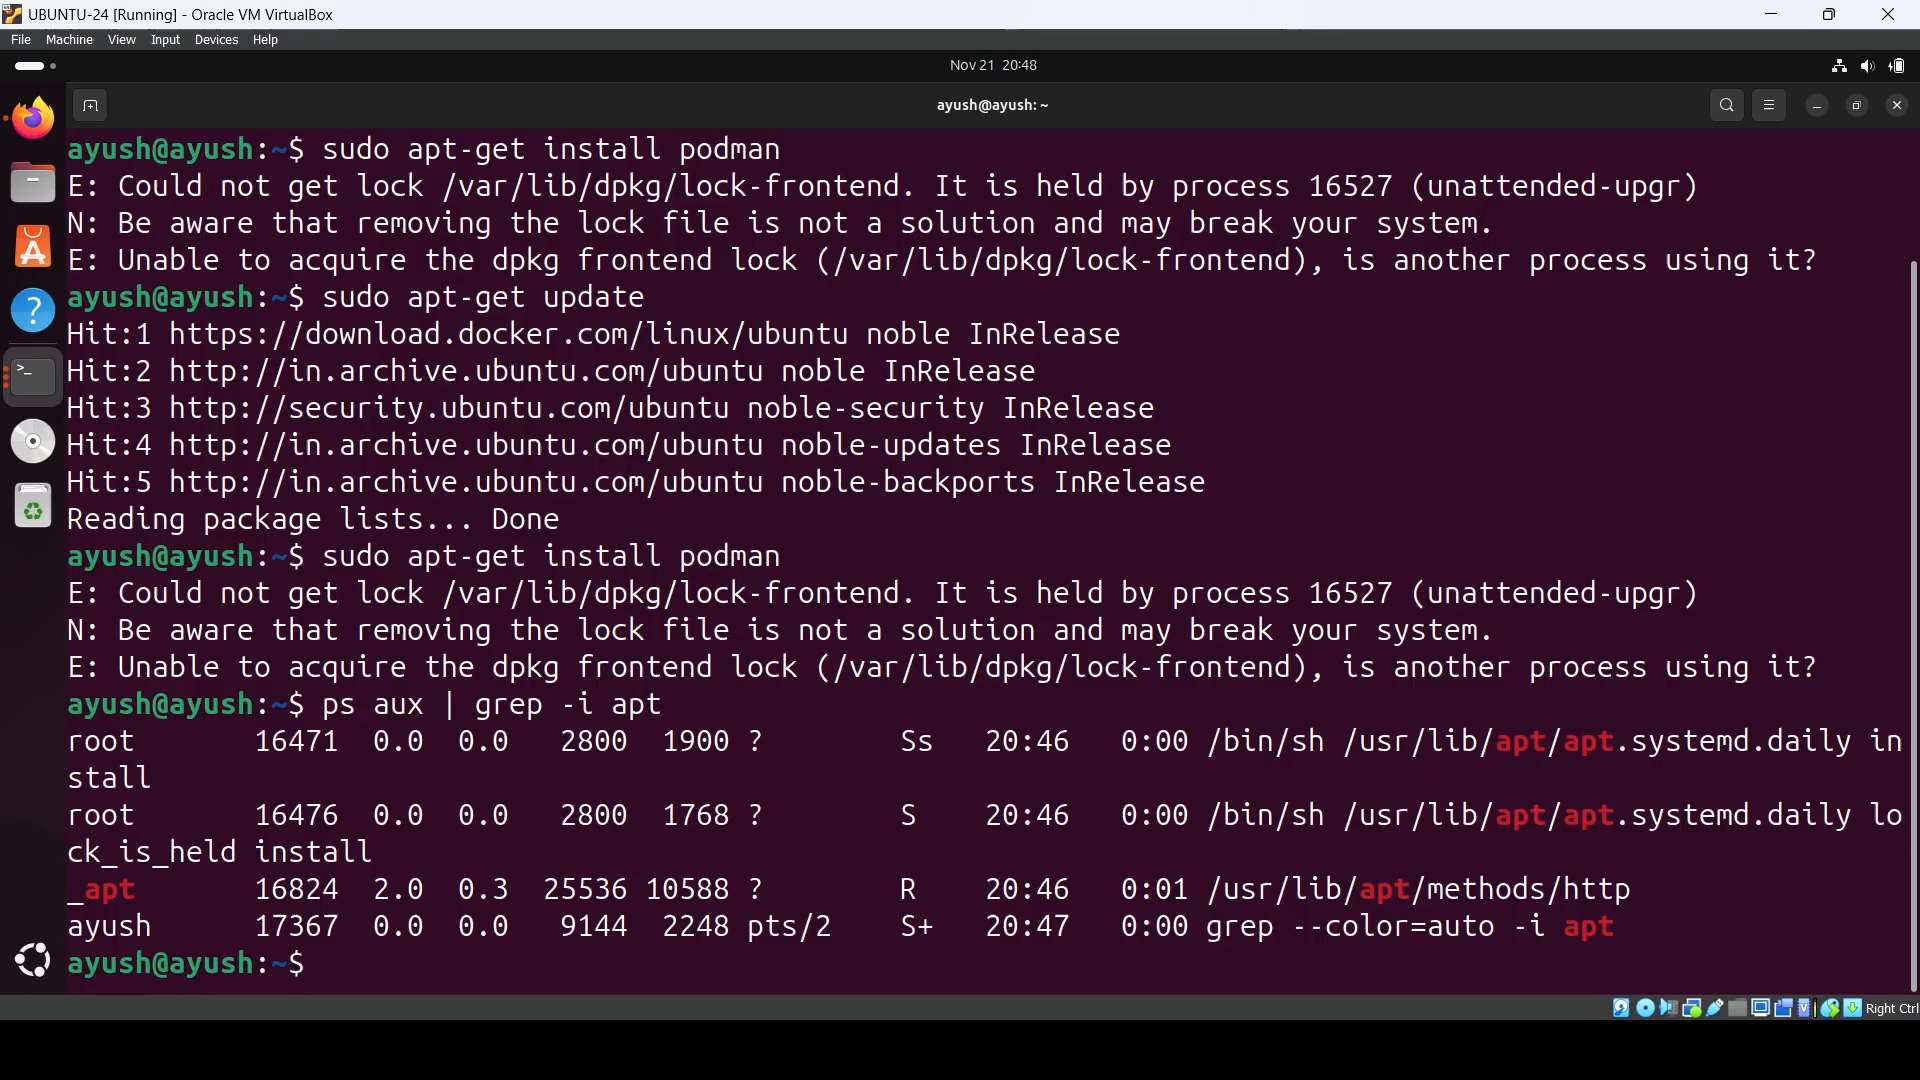 UBUNTU-24 [Running] - Oracle VM VirtualBox
File Machine View Input Devices Help
Nov 21 20:48
ayush@ayush: ~
ayush@ayush:~$ sudo apt-get install podman
E: Could not get lock /var/lib/dpkg/lock-frontend. It is held by process 16527 (unattended-upgr)
N: Be aware that removing the lock file is not a solution and may break your system.
E: Unable to acquire the dpkg frontend lock (/var/lib/dpkg/lock-frontend), is another process using it?
ayush@ayush:~$ sudo apt-get update
Hit:1 https://download.docker.com/linux/ubuntu noble InRelease
Hit:2 http://in.archive.ubuntu.com/ubuntu noble InRelease
Hit:3 http://security.ubuntu.com/ubuntu noble-security InRelease
Hit:4 http://in.archive.ubuntu.com/ubuntu noble-updates InRelease
Hit:5 http://in.archive.ubuntu.com/ubuntu noble-backports InRelease
Reading package lists... Done
ayush@ayush:~$ sudo apt-get install podman
E: Could not get lock /var/lib/dpkg/lock-frontend. It is held by process 16527 (unattended-upgr)
N: Be aware that removing the lock file is not a solution and may break your system.
E: Unable to acquire the dpkg frontend lock (/var/lib/dpkg/lock-frontend), is another process using it?
ayush@ayush:~$ ps aux | grep -i apt
root 16471 0.0 0.0 2800 1900 ? Ss 20:46 0:00 /bin/sh /usr/lib/apt/apt.systemd.daily in
stall
root 16476 0.0 0.0 2800 1768 ? S 20:46 0:00 /bin/sh /usr/lib/apt/apt.systemd.daily lo
ck_is_held install
_apt 16824 2.0 0.3 25536 10588 ? R 20:46 0:01 /usr/lib/apt/methods/http
ayush 17367 0.0 0.0 9144 2248 pts/2 S+ 20:47 0:00 grep --color=auto -i apt
ayush@ayush:~$
Right Ctrl